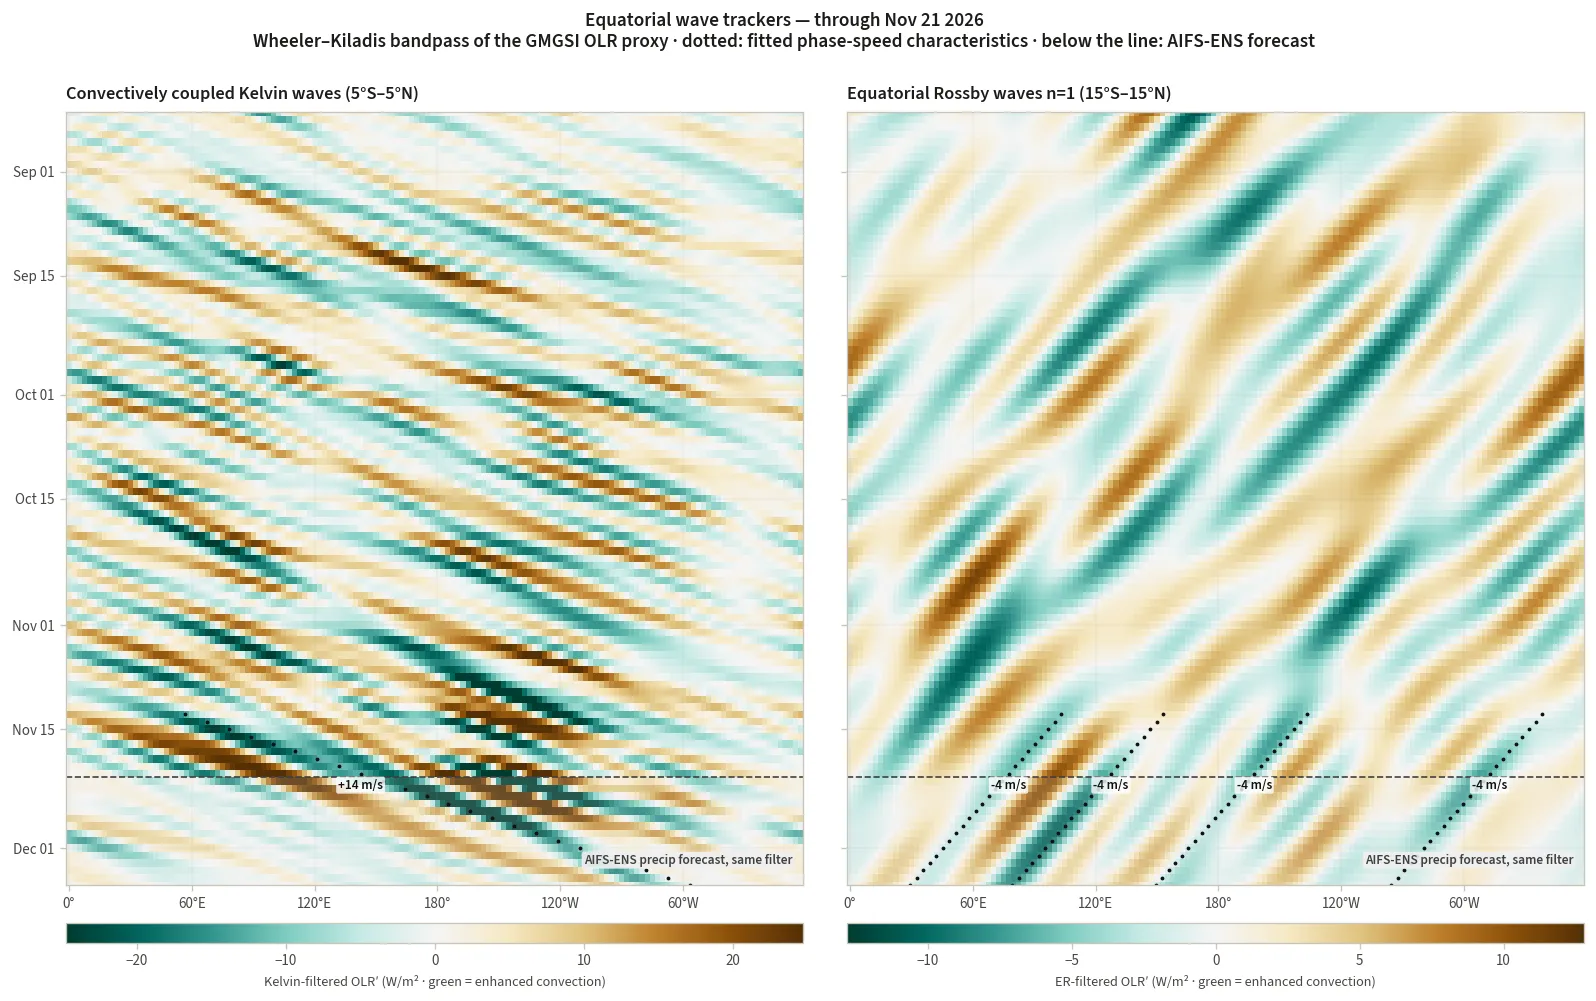 Equatorial wave trackers — through Nov 21 2026
Wheeler–Kiladis bandpass of the GMGSI OLR proxy · dotted: fitted phase-speed characteristics · below the line: AIFS-ENS forecast
Convectively coupled Kelvin waves (5°S–5°N)
Sep 01
Sep 15
Oct 01
Oct 15
Nov 01
Nov 15
Dec 01
+14 m/s
AIFS-ENS precip forecast, same filter
0°
60°E
120°E
180°
120°W
60°W
−20
−10
0
10
20
Kelvin-filtered OLR′ (W/m² · green = enhanced convection)
Equatorial Rossby waves n=1 (15°S–15°N)
-4 m/s
-4 m/s
-4 m/s
-4 m/s
AIFS-ENS precip forecast, same filter
0°
60°E
120°E
180°
120°W
60°W
−10
−5
0
5
10
ER-filtered OLR′ (W/m² · green = enhanced convection)